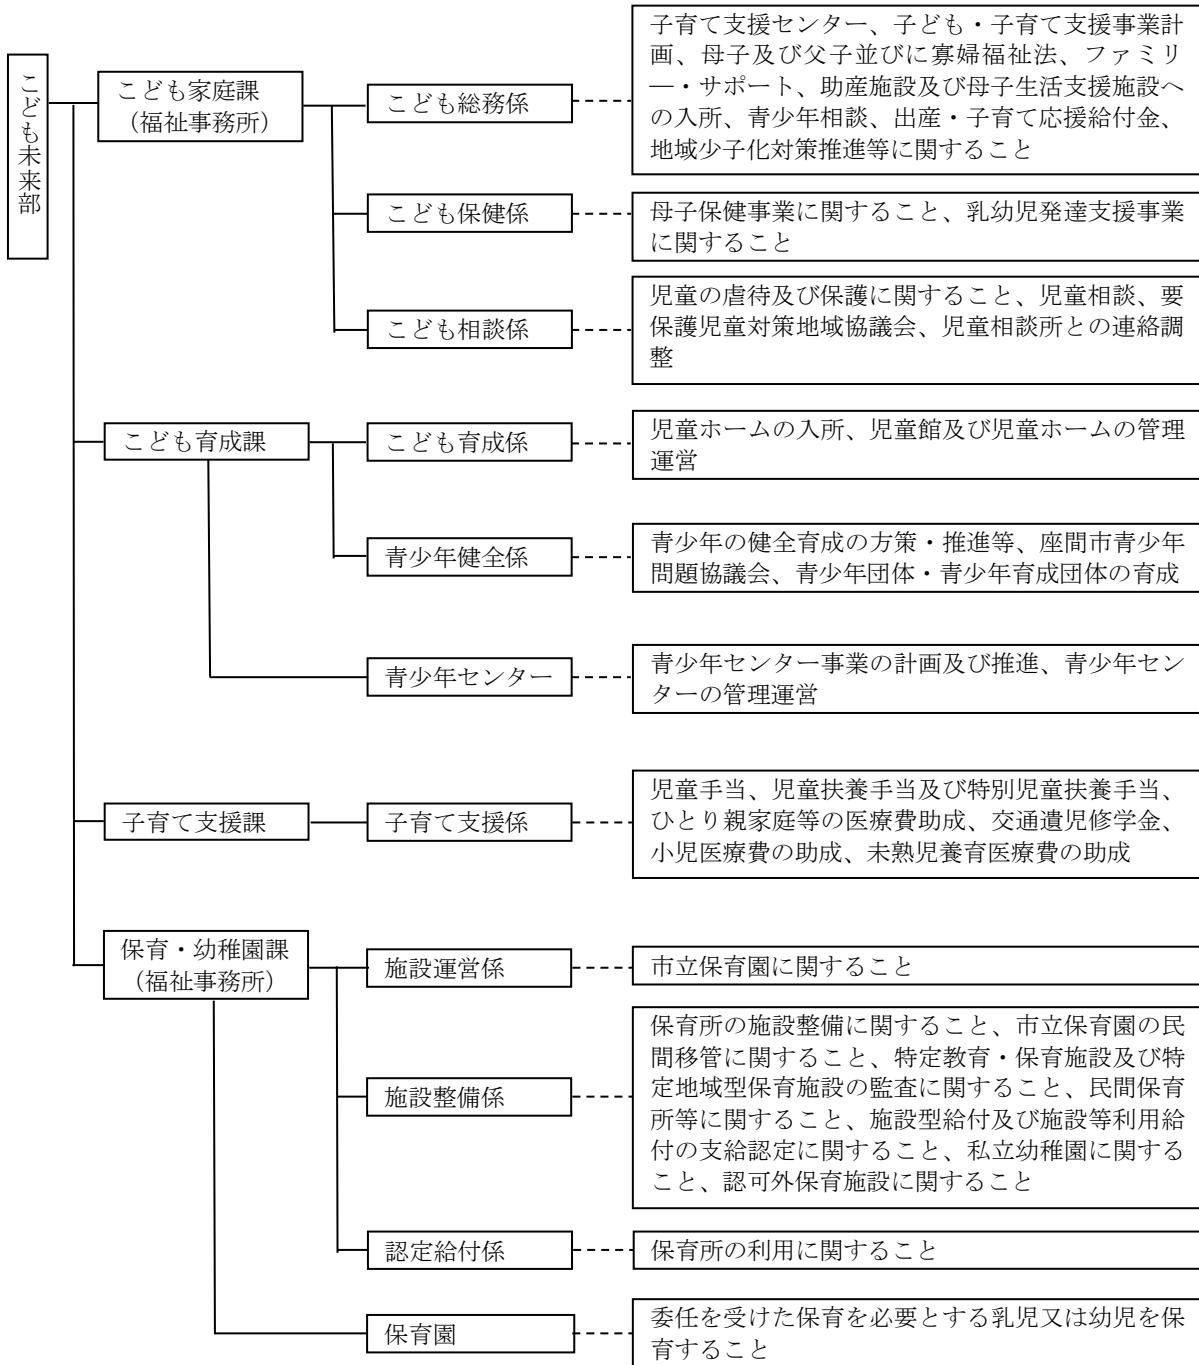 こども未来部
こども家庭課
（福祉事務所）
こども総務係
子育て支援センター、子ども・子育て支援事業計
画、母子及び父子並びに寡婦福祉法、ファミリ
―・サポート、助産施設及び母子生活支援施設へ
の入所、青少年相談、出産・子育て応援給付金、
地域少子化対策推進等に関すること
こども保健係
母子保健事業に関すること、乳幼児発達支援事業
に関すること
こども相談係
児童の虐待及び保護に関すること、児童相談、要
保護児童対策地域協議会、児童相談所との連絡調
整
こども育成課
こども育成係
児童ホームの入所、児童館及び児童ホームの管理
運営
青少年健全係
青少年の健全育成の方策・推進等、座間市青少年
問題協議会、青少年団体・青少年育成団体の育成
青少年センター
青少年センター事業の計画及び推進、青少年セン
ターの管理運営
子育て支援課
子育て支援係
児童手当、児童扶養手当及び特別児童扶養手当、
ひとり親家庭等の医療費助成、交通遺児修学金、
小児医療費の助成、未熟児養育医療費の助成
保育・幼稚園課
（福祉事務所）
施設運営係
市立保育園に関すること
施設整備係
保育所の施設整備に関すること、市立保育園の民
間移管に関すること、特定教育・保育施設及び特
定地域型保育施設の監査に関すること、民間保育
所等に関すること、施設型給付及び施設等利用給
付の支給認定に関すること、私立幼稚園に関する
こと、認可外保育施設に関すること
認定給付係
保育所の利用に関すること
保育園
委任を受けた保育を必要とする乳児又は幼児を保
育すること